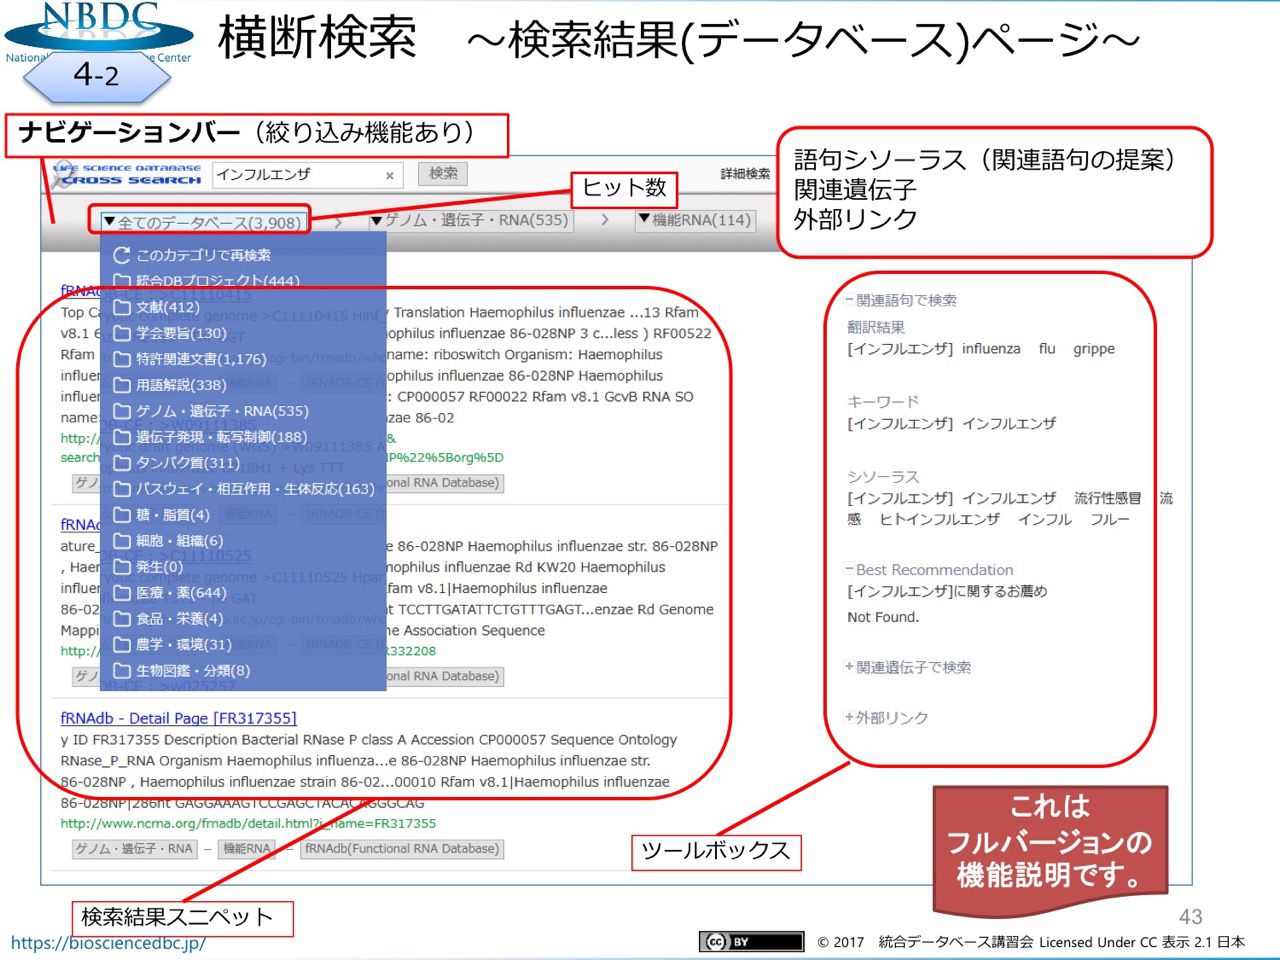 NBDC
National
ce Center
4-2
横断検索 ～検索結果(データベース)ページ～
ナビゲーションバー（絞り込み機能あり）
語句シソーラス（関連語句の提案）
関連遺伝子
外部リンク
LIFE SCIENCE DATABASE
CROSS SEARCH
インフルエンザ ×
検索
詳細検索
ヒット数
▼全てのデータベース(3,908)
>
▼ゲノム・遺伝子・RNA(535)
>
▼機能RNA(114)
このカテゴリで再検索
統合DBプロジェクト(444)
文献(412)
学会要旨(130)
特許関連文書(1,176)
用語解説(338)
ゲノム・遺伝子・RNA(535)
遺伝子発現・転写制御(188)
タンパク質(311)
パスウェイ・相互作用・生体反応(163)
糖・脂質(4)
細胞・組織(6)
発生(0)
医療・薬(644)
食品・栄養(4)
農学・環境(31)
生物図鑑・分類(8)
fRNA
Translation Haemophilus influenzae ...13 Rfam
v8.1 6
ophilus influenzae 86-028NP 3 c...less ) RF00522
Rfam
name: riboswitch Organism: Haemophilus
influen
ophilus influenzae 86-028NP Haemophilus
influe
: CP000057 RF00022 Rfam v8.1 GcvB RNA SO
name:
zae 86-02
http:/
&
search
NP%22%5Borg%5D
ゲノ
onal RNA Database)
fRNA
ature_
e 86-028NP Haemophilus influenzae str. 86-028NP
, Haem
ophilus influenzae Rd KW20 Haemophilus
influe
fam v8.1|Haemophilus influenzae
86-02
nt TCCTTGATATTCTGTTTGAGT...enzae Rd Genome
Mappi
ne Association Sequence
http:/
R332208
ゲノ
onal RNA Database)
fRNAdb - Detail Page [FR317355]
y ID FR317355 Description Bacterial RNase P class A Accession CP000057 Sequence Ontology
RNase_P_RNA Organism Haemophilus influenza...e 86-028NP Haemophilus influenzae str.
86-028NP , Haemophilus influenzae strain 86-02...00010 Rfam v8.1|Haemophilus influenzae
86-028NP|286nt GAGGAAAGTCCGAGCTACACAGGGCAG
http://www.ncrna.org/frnadb/detail.html?i_name=FR317355
ゲノム・遺伝子・RNA － 機能RNA － fRNAdb(Functional RNA Database)
－関連語句で検索
翻訳結果
[インフルエンザ] influenza flu grippe
キーワード
[インフルエンザ] インフルエンザ
シソーラス
[インフルエンザ] インフルエンザ 流行性感冒 流
感 ヒトインフルエンザ インフル フルー
－Best Recommendation
[インフルエンザ]に関するお薦め
Not Found.
+関連遺伝子で検索
+外部リンク
ツールボックス
検索結果スニペット
これは
フルバージョンの
機能説明です。
43
https://biosciencedbc.jp/
cc BY
© 2017 統合データベース講習会 Licensed Under CC 表示 2.1 日本